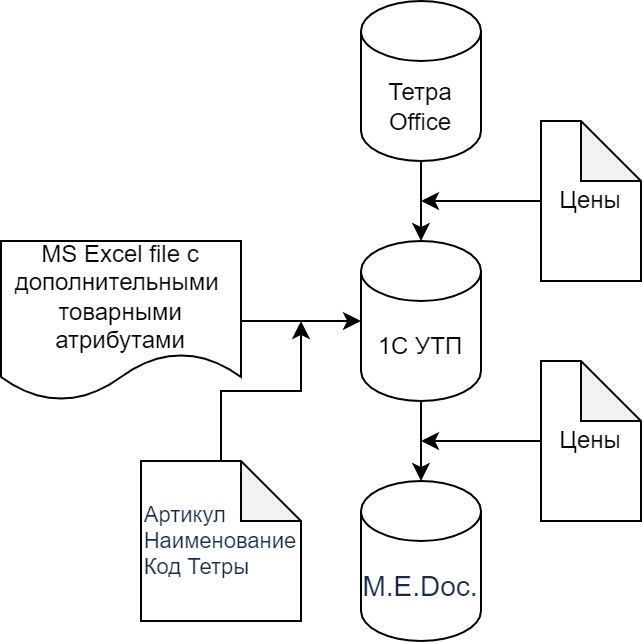 Тетра
Office
Цены
MS Excel file с
дополнительными
товарными
атрибутами
1С УТП
Цены
Артикул
Наименование
Код Тетры
M.E.Doc.